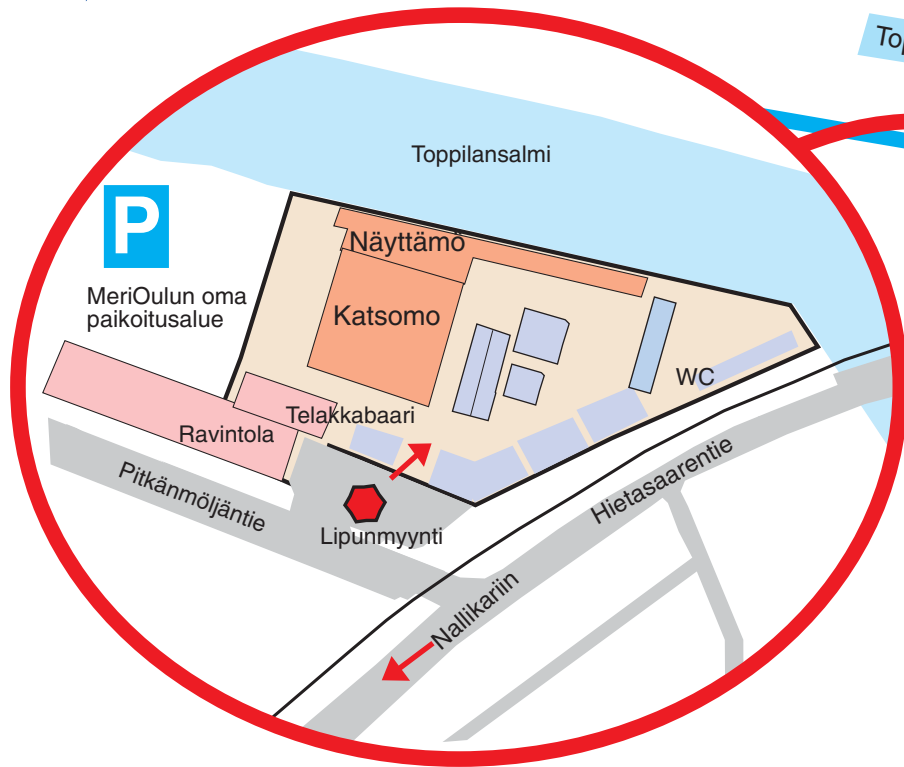 Top
Toppilansalmi
P
Näyttämö
MeriOulun oma
paikoitusalue
Katsomo
WC
Telakkabaari
Ravintola
Pitkänmöljäntie
Hietasaarentie
Lipunmyynti
Nallikariin